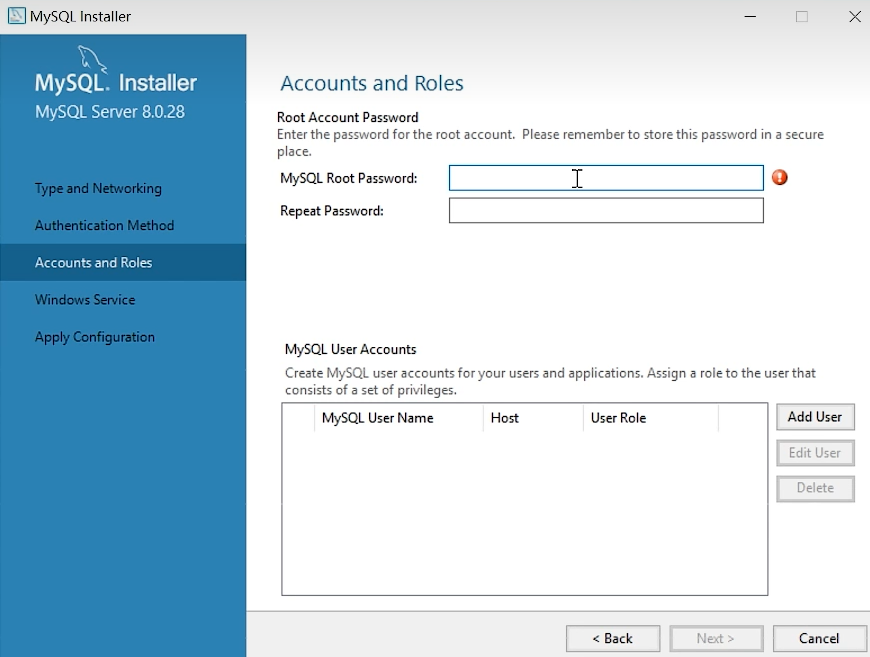 MySQL Installer
MySQL. Installer
MySQL Server 8.0.28
Type and Networking
Authentication Method
Accounts and Roles
Windows Service
Apply Configuration
Accounts and Roles
Root Account Password
Enter the password for the root account. Please remember to store this password in a secure
place.
MySQL Root Password:
Repeat Password:
MySQL User Accounts
Create MySQL user accounts for your users and applications. Assign a role to the user that
consists of a set of privileges.
MySQL User Name Host User Role
Add User
Edit User
Delete
< Back Next > Cancel